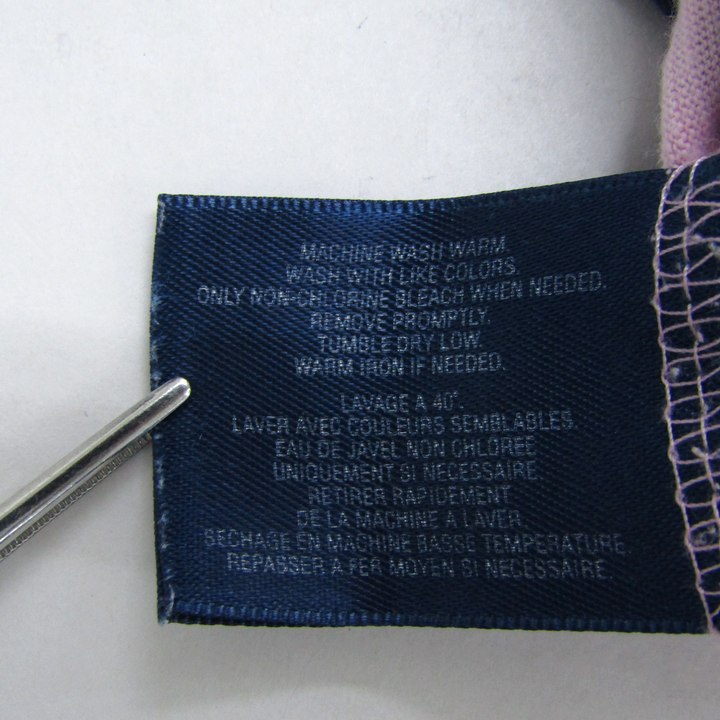 MACHINE WASH WARM.
WASH WITH LIKE COLORS.
ONLY NON-CHLORINE BLEACH WHEN NEEDED.
REMOVE PROMPTLY.
TUMBLE DRY LOW.
WARM IRON IF NEEDED.
LAVAGE A 40°.
LAVER AVEC COULEURS SEMBLABLES.
EAU DE JAVEL NON CHLOREE
UNIQUEMENT SI NECESSAIRE
RETIRER RAPIDEMENT
DE LA MACHINE A LAVER.
SECHAGE EN MACHINE BASSE TEMPERATURE.
REPASSER A FER MOYEN SI NECESSAIRE.